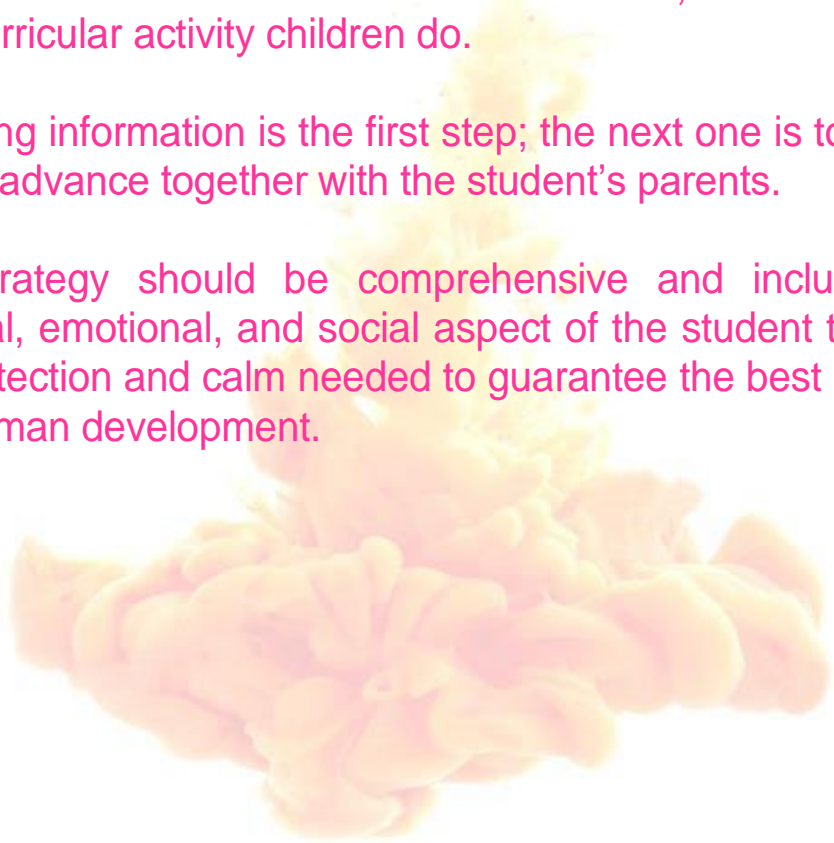 rricular activity children do.
ng information is the first step; the next one is to
advance together with the student's parents.
rategy should be comprehensive and inclu
l, emotional, and social aspect of the student t
tection and calm needed to guarantee the best
man development.